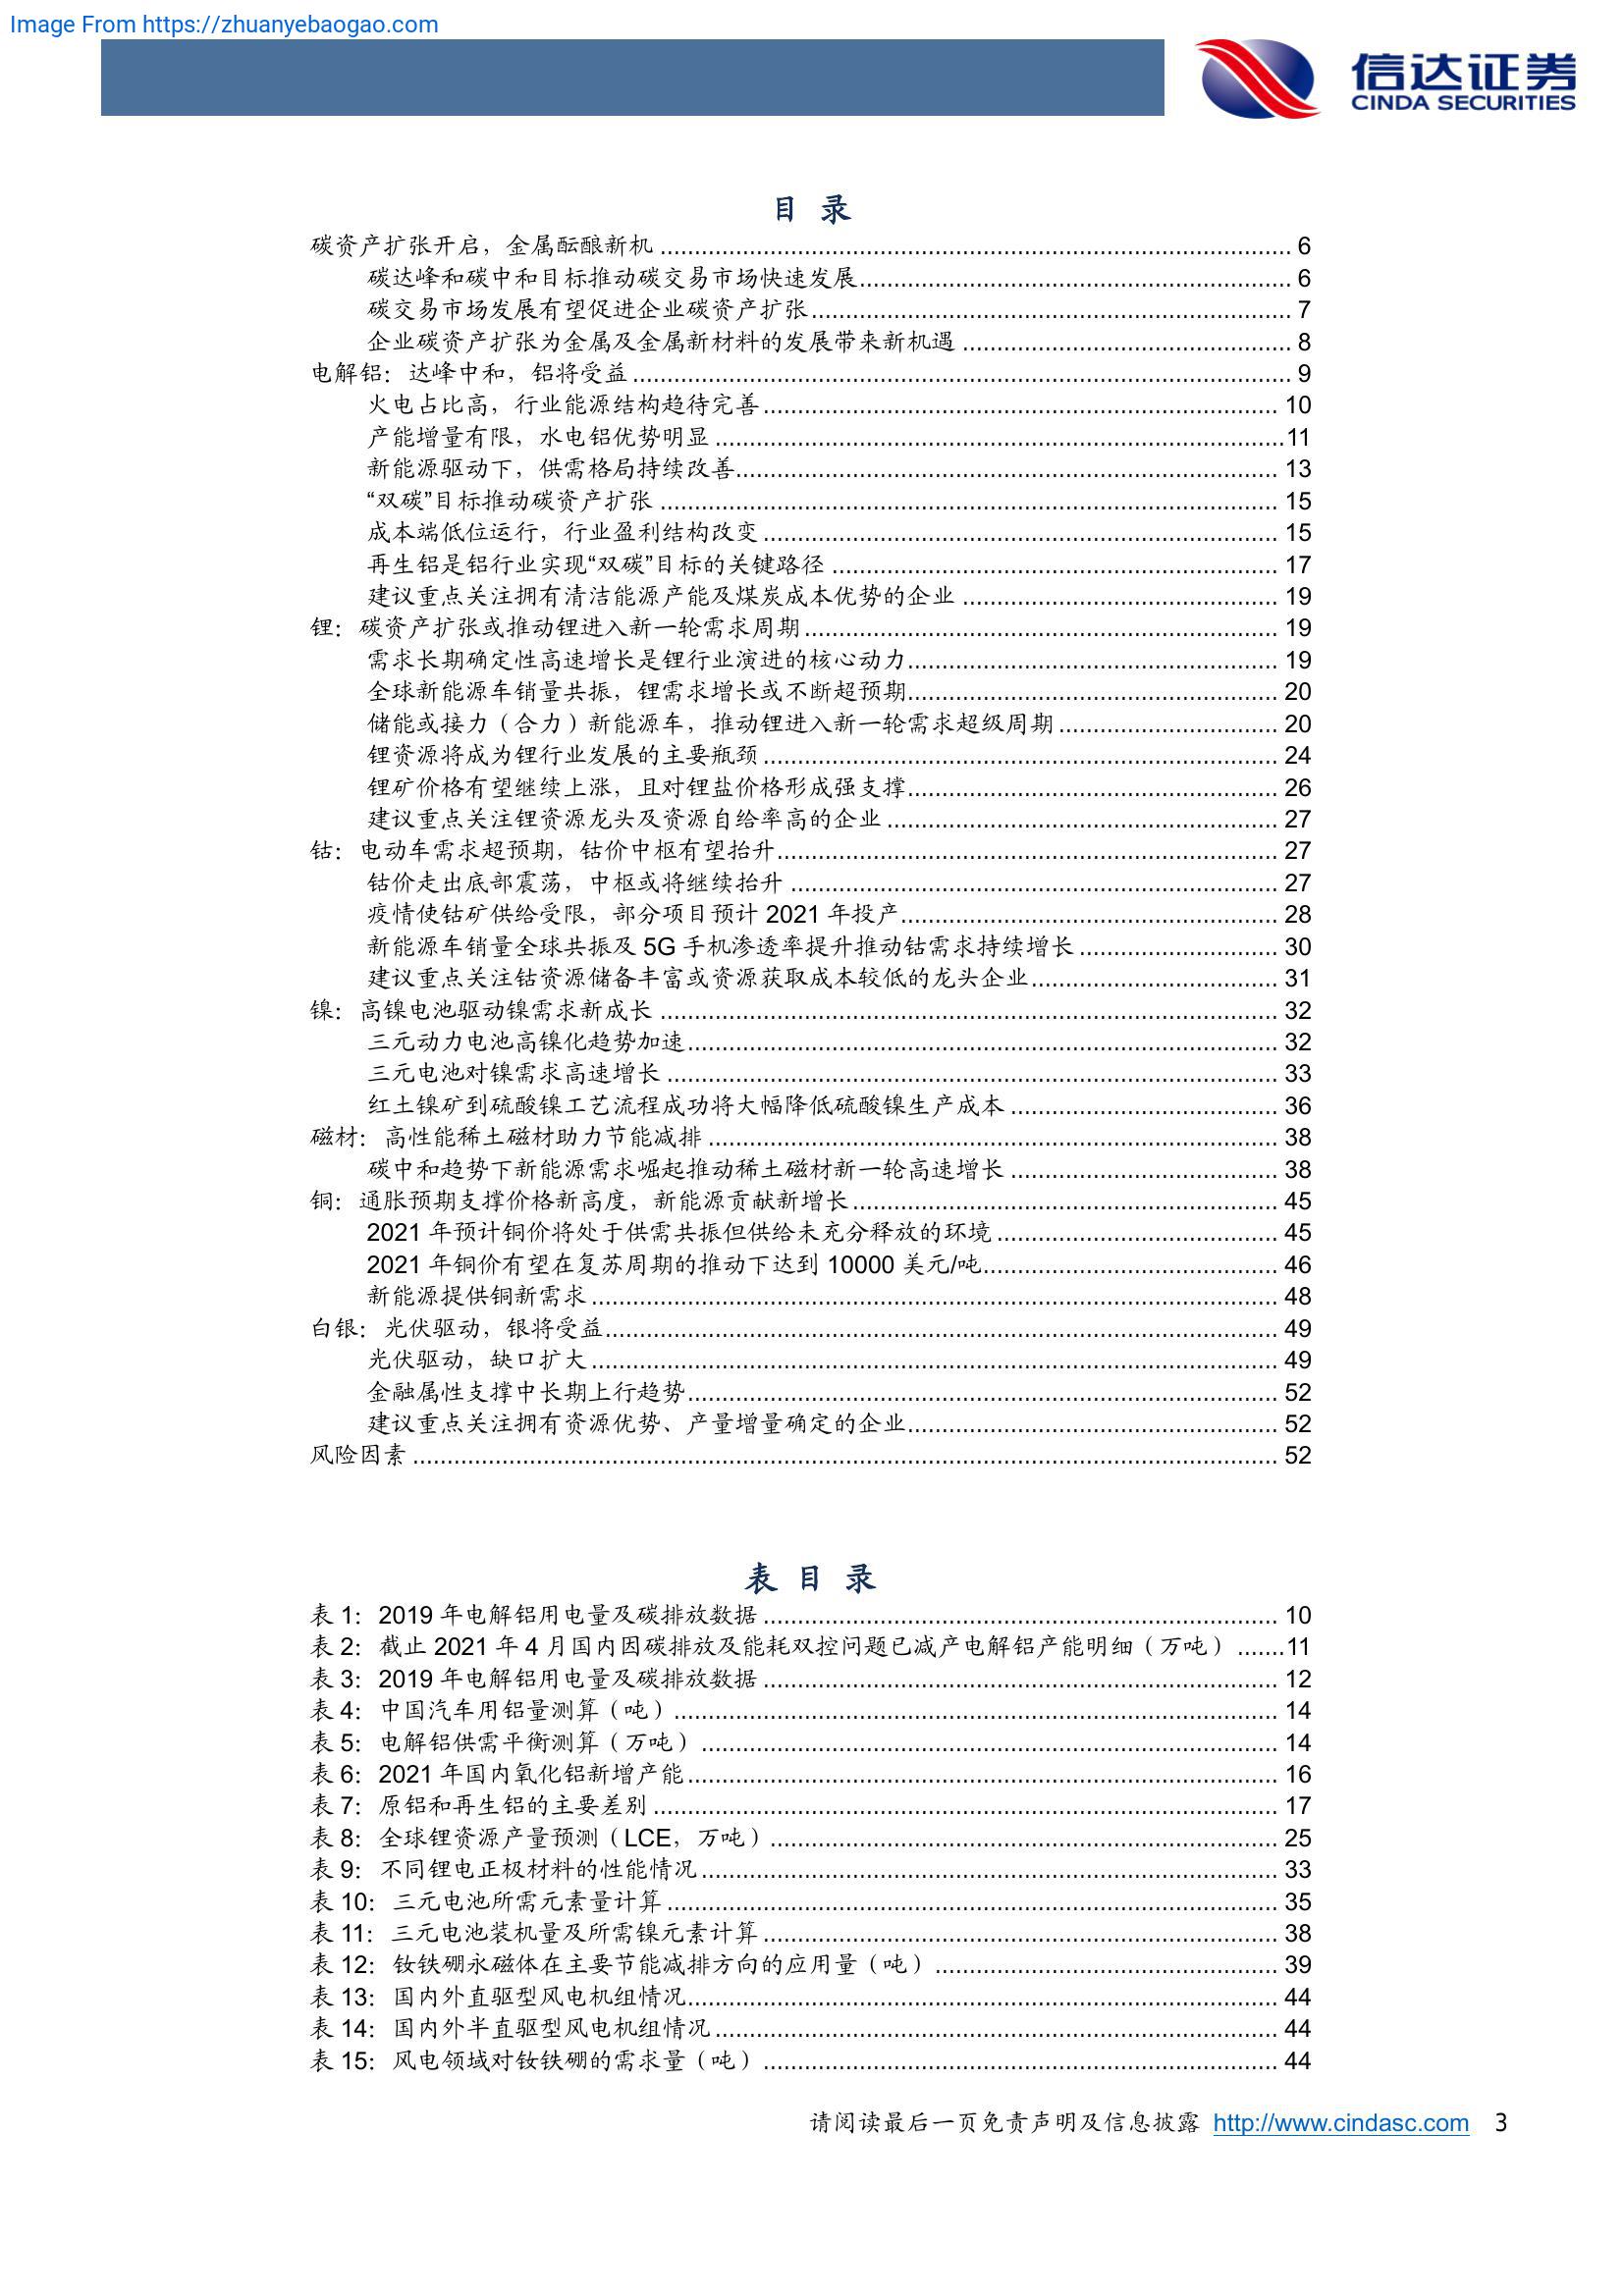 Image From https://zhuanyebaogao.com
信达证券
CINDA SECURITIES
目 录
碳资产扩张开启，金属酝酿新机 ........ 6
碳达峰和碳中和目标推动碳交易市场快速发展........ 6
碳交易市场发展有望促进企业碳资产扩张........ 7
企业碳资产扩张为金属及金属新材料的发展带来新机遇 ........ 8
电解铝：达峰中和，铝将受益 ........ 9
火电占比高，行业能源结构趋待完善........ 10
产能增量有限，水电铝优势明显 ........11
新能源驱动下，供需格局持续改善........ 13
“双碳”目标推动碳资产扩张 ........ 15
成本端低位运行，行业盈利结构改变........ 15
再生铝是铝行业实现“双碳”目标的关键路径 ........ 17
建议重点关注拥有清洁能源产能及煤炭成本优势的企业 ........ 19
锂：碳资产扩张或推动锂进入新一轮需求周期........ 19
需求长期确定性高速增长是锂行业演进的核心动力........ 19
全球新能源车销量共振，锂需求增长或不断超预期........ 20
储能或接力（合力）新能源车，推动锂进入新一轮需求超级周期 ........ 20
锂资源将成为锂行业发展的主要瓶颈 ........ 24
锂矿价格有望继续上涨，且对锂盐价格形成强支撑........ 26
建议重点关注锂资源龙头及资源自给率高的企业 ........ 27
钴：电动车需求超预期，钴价中枢有望抬升........ 27
钴价走出底部震荡，中枢或将继续抬升 ........ 27
疫情使钴矿供给受限，部分项目预计 2021 年投产........ 28
新能源车销量全球共振及 5G 手机渗透率提升推动钴需求持续增长 ........ 30
建议重点关注钴资源储备丰富或资源获取成本较低的龙头企业........ 31
镍：高镍电池驱动镍需求新成长 ........ 32
三元动力电池高镍化趋势加速........ 32
三元电池对镍需求高速增长 ........ 33
红土镍矿到硫酸镍工艺流程成功将大幅降低硫酸镍生产成本 ........ 36
磁材：高性能稀土磁材助力节能减排 ........ 38
碳中和趋势下新能源需求崛起推动稀土磁材新一轮高速增长 ........ 38
铜：通胀预期支撑价格新高度，新能源贡献新增长........ 45
2021 年预计铜价将处于供需共振但供给未充分释放的环境 ........ 45
2021 年铜价有望在复苏周期的推动下达到 10000 美元/吨........ 46
新能源提供铜新需求 ........ 48
白银：光伏驱动，银将受益........ 49
光伏驱动，缺口扩大 ........ 49
金融属性支撑中长期上行趋势........ 52
建议重点关注拥有资源优势、产量增量确定的企业........ 52
风险因素 ........ 52
表 目 录
表 1：2019 年电解铝用电量及碳排放数据 ........ 10
表 2：截止 2021 年 4 月国内因碳排放及能耗双控问题已减产电解铝产能明细（万吨） .......11
表 3：2019 年电解铝用电量及碳排放数据 ........ 12
表 4：中国汽车用铝量测算（吨）........ 14
表 5：电解铝供需平衡测算（万吨） ........ 14
表 6：2021 年国内氧化铝新增产能........ 16
表 7：原铝和再生铝的主要差别 ........ 17
表 8：全球锂资源产量预测（LCE，万吨）........ 25
表 9：不同锂电正极材料的性能情况........ 33
表 10：三元电池所需元素量计算 ........ 35
表 11：三元电池装机量及所需镍元素计算 ........ 38
表 12：钕铁硼永磁体在主要节能减排方向的应用量（吨） ........ 39
表 13：国内外直驱型风电机组情况........ 44
表 14：国内外半直驱型风电机组情况 ........ 44
表 15：风电领域对钕铁硼的需求量（吨） ........ 44
请阅读最后一页免责声明及信息披露 http://www.cindasc.com 3